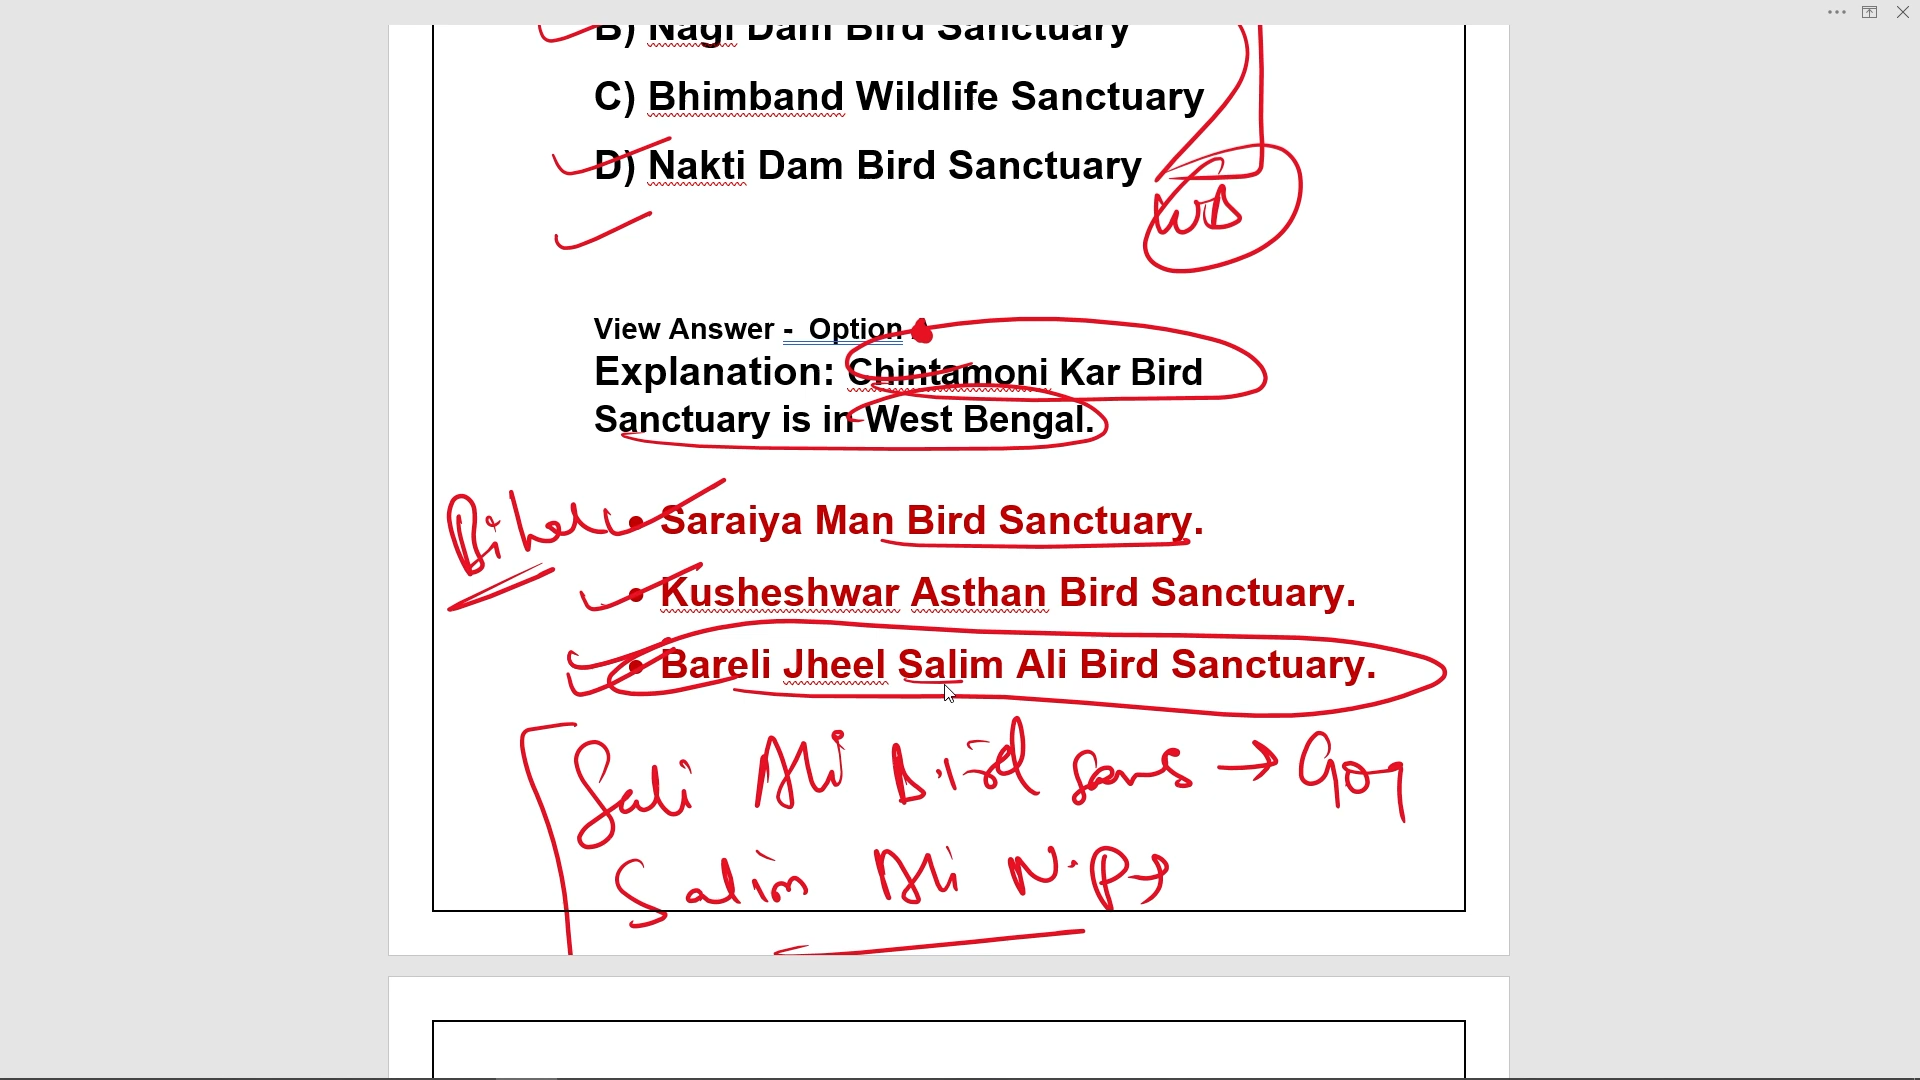 B) Nagi Dam Bird Sanctuary
C) Bhimband Wildlife Sanctuary
D) Nakti Dam Bird Sanctuary
WB
View Answer - Option
Explanation: Chintamoni Kar Bird
Sanctuary is in West Bengal.
Bihar
• Saraiya Man Bird Sanctuary.
• Kusheshwar Asthan Bird Sanctuary.
• Bareli Jheel Salim Ali Bird Sanctuary.
Sali Ali Bird sanc → Goa
Salim Ali N.P →